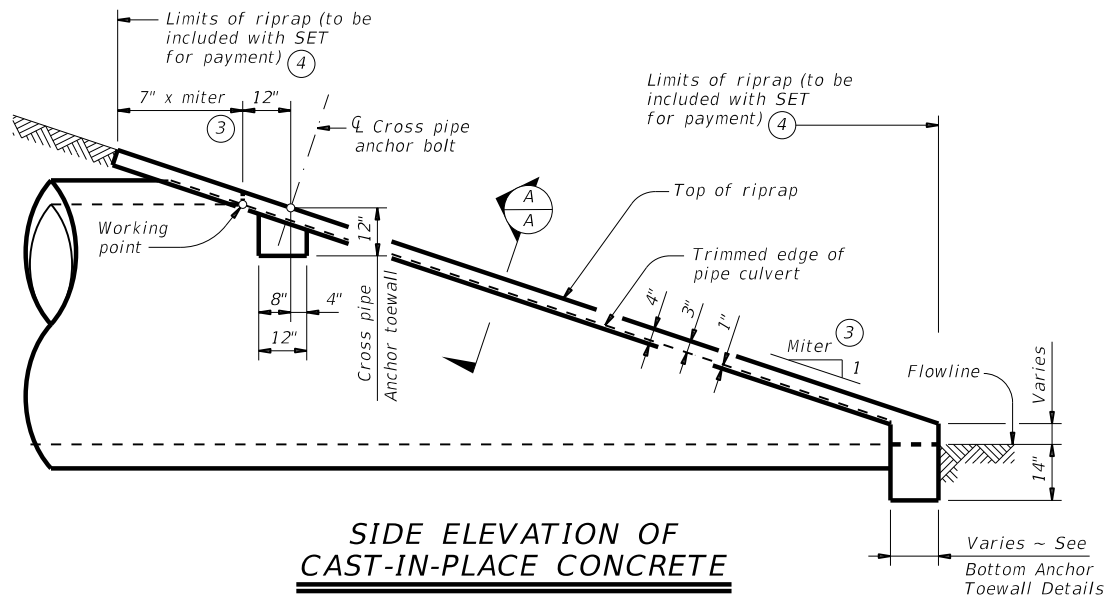 Limits of riprap (to be
included with SET
for payment) 4
7" x miter
12"
3
℄ Cross pipe
anchor bolt
Limits of riprap (to be
included with SET
for payment) 4
A
A
Top of riprap
Working
point
12"
Trimmed edge of
pipe culvert
8"
4"
12"
Cross pipe
Anchor toewall
4"
3"
1"
Miter 3
1
Flowline
Varies
14"
SIDE ELEVATION OF
CAST-IN-PLACE CONCRETE
Varies ~ See
Bottom Anchor
Toewall Details